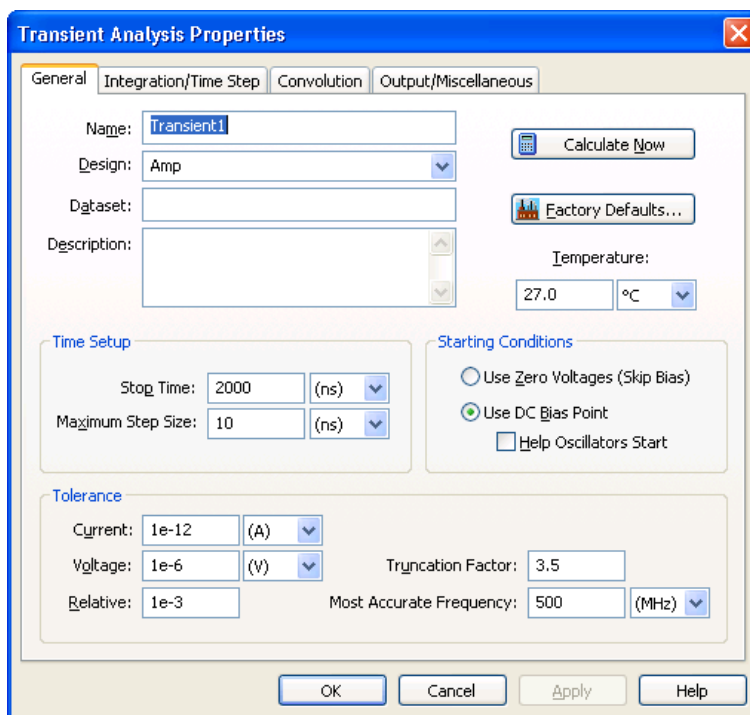 Transient Analysis Properties
General Integration/Time Step Convolution Output/Miscellaneous
Name: Transient1
Calculate Now
Design: Amp
Dataset:
Factory Defaults...
Description:
Temperature:
27.0 °C
Time Setup
Stop Time: 2000 (ns)
Maximum Step Size: 10 (ns)
Starting Conditions
Use Zero Voltages (Skip Bias)
Use DC Bias Point
Help Oscillators Start
Tolerance
Current: 1e-12 (A)
Voltage: 1e-6 (V) Truncation Factor: 3.5
Relative: 1e-3 Most Accurate Frequency: 500 (MHz)
OK Cancel Apply Help